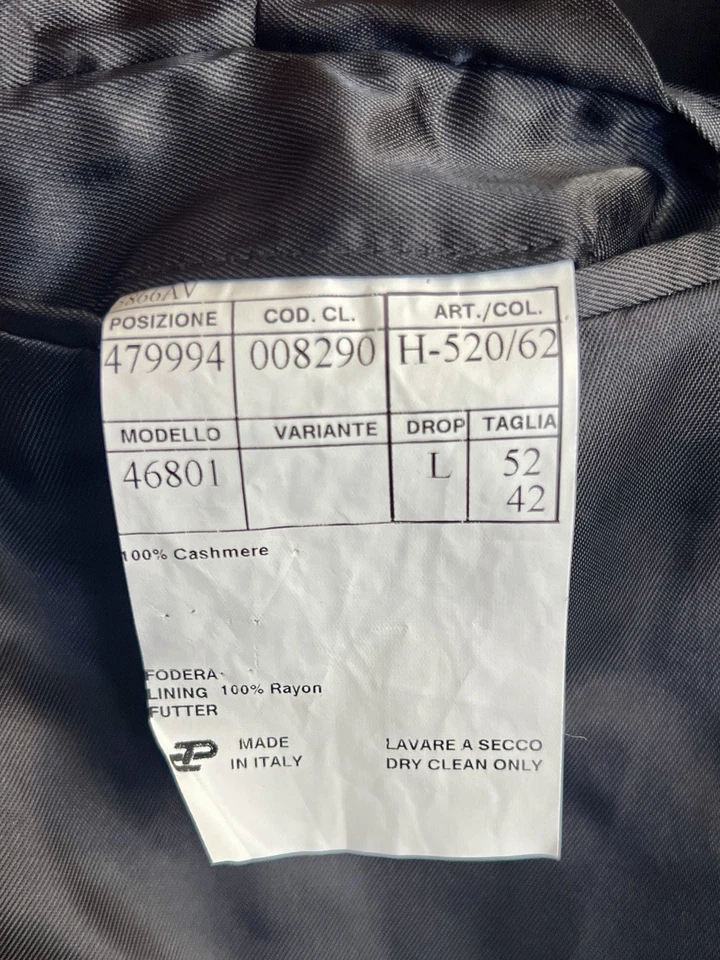 POSIZIONE COD. CL. ART./COL.
479994 008290 H-520/62
MODELLO VARIANTE DROP TAGLIA
46801 L 52
42
100% Cashmere
FODERA
LINING 100% Rayon
FUTTER
MADE LAVARE A SECCO
IN ITALY DRY CLEAN ONLY